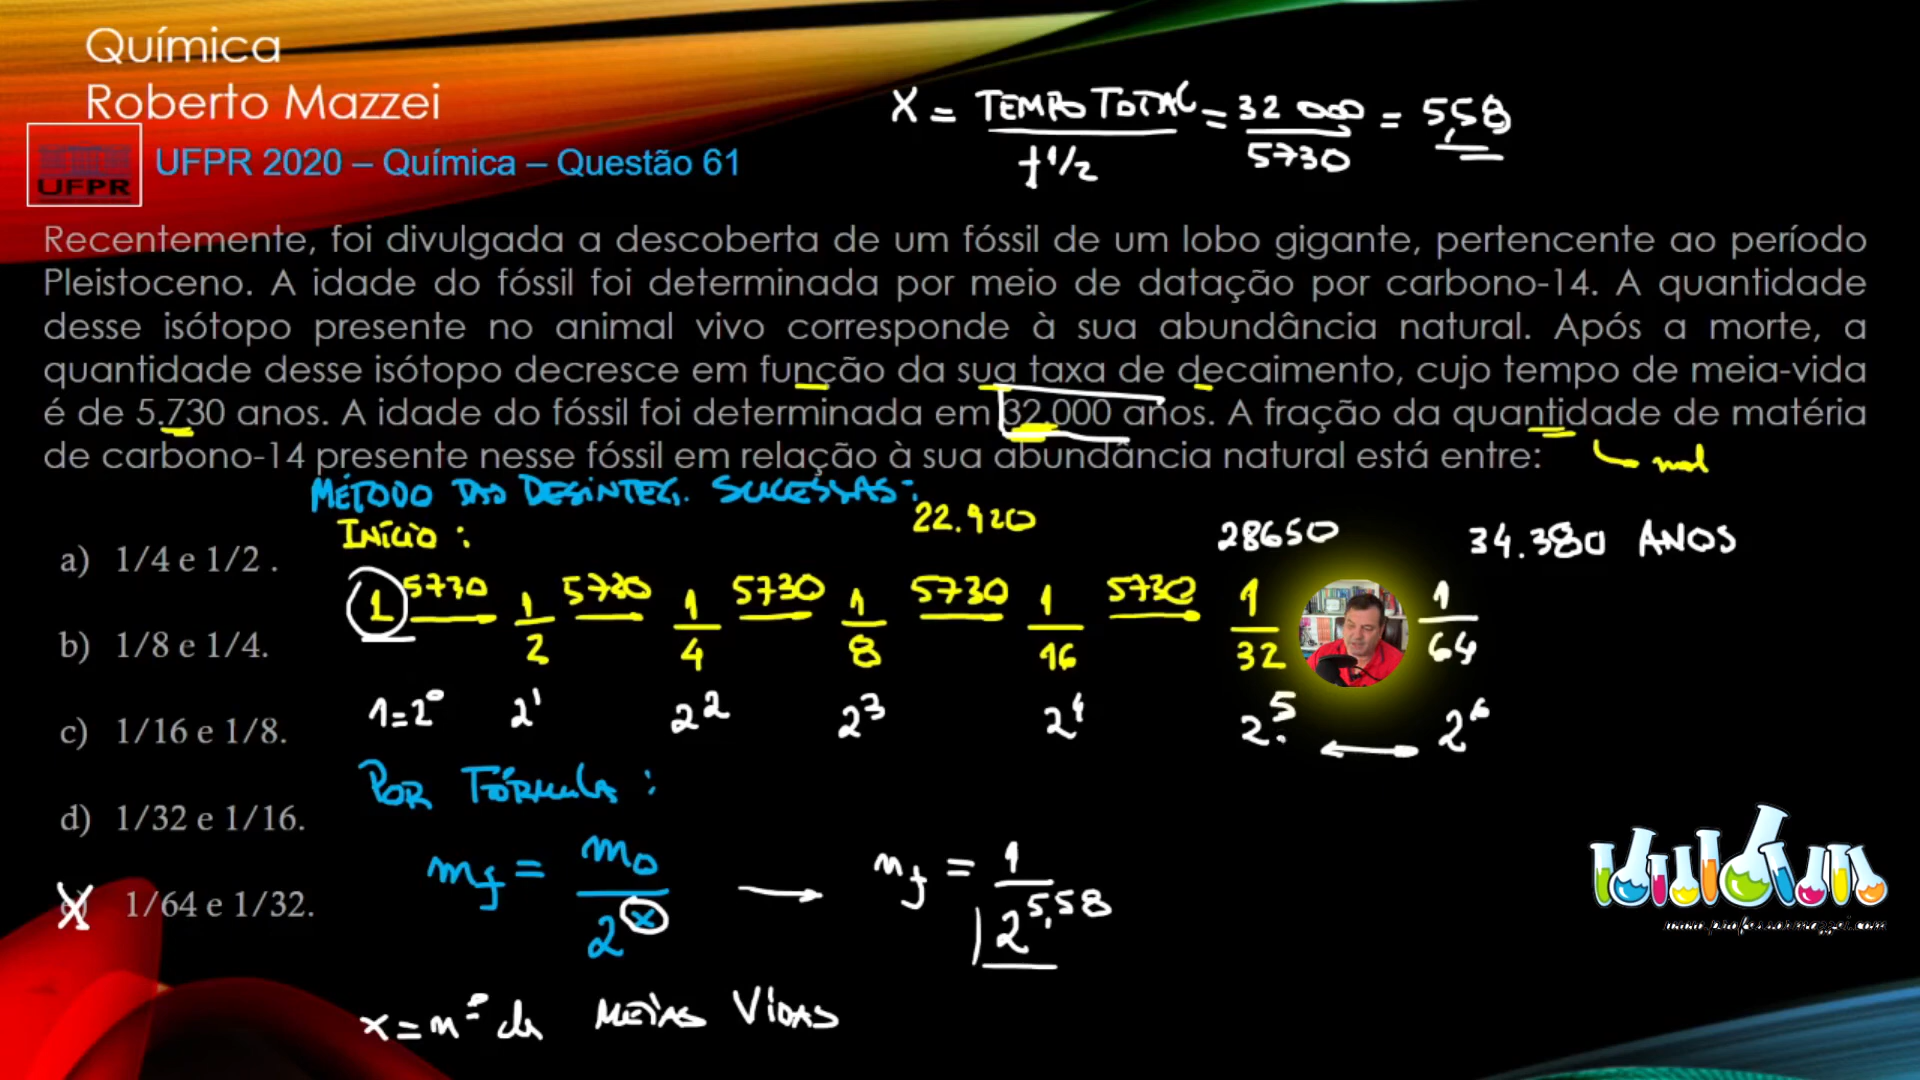 Química
Roberto Mazzei
UFPR
UFPR 2020 – Química – Questão 61
X = TEMPO TOTAL / t 1/2 = 32 000 / 5730 = 5,58
Recentemente, foi divulgada a descoberta de um fóssil de um lobo gigante, pertencente ao período
Pleistoceno. A idade do fóssil foi determinada por meio de datação por carbono-14. A quantidade
desse isótopo presente no animal vivo corresponde à sua abundância natural. Após a morte, a
quantidade desse isótopo decresce em função da sua taxa de decaimento, cujo tempo de meia-vida
é de 5.730 anos. A idade do fóssil foi determinada em 32.000 anos. A fração da quantidade de matéria
de carbono-14 presente nesse fóssil em relação à sua abundância natural está entre:
mol
MÉTODO DAS DESINTEG. SUCESSAS:
INÍCIO :
22.920
28650
34.380 ANOS
1 5730 1/2 5730 1/4 5730 1/8 5730 1/16 5730 1/32 1/64
1=2⁰ 2¹ 2² 2³ 2⁴ 2⁵ 2⁶
a) 1/4 e 1/2 .
b) 1/8 e 1/4.
c) 1/16 e 1/8.
d) 1/32 e 1/16.
1/64 e 1/32.
POR FÓRMULA :
mf = mo / 2^x
nf = 1 / 2^5,58
x = nº de MEIAS VIDAS
www.professormazzei.com